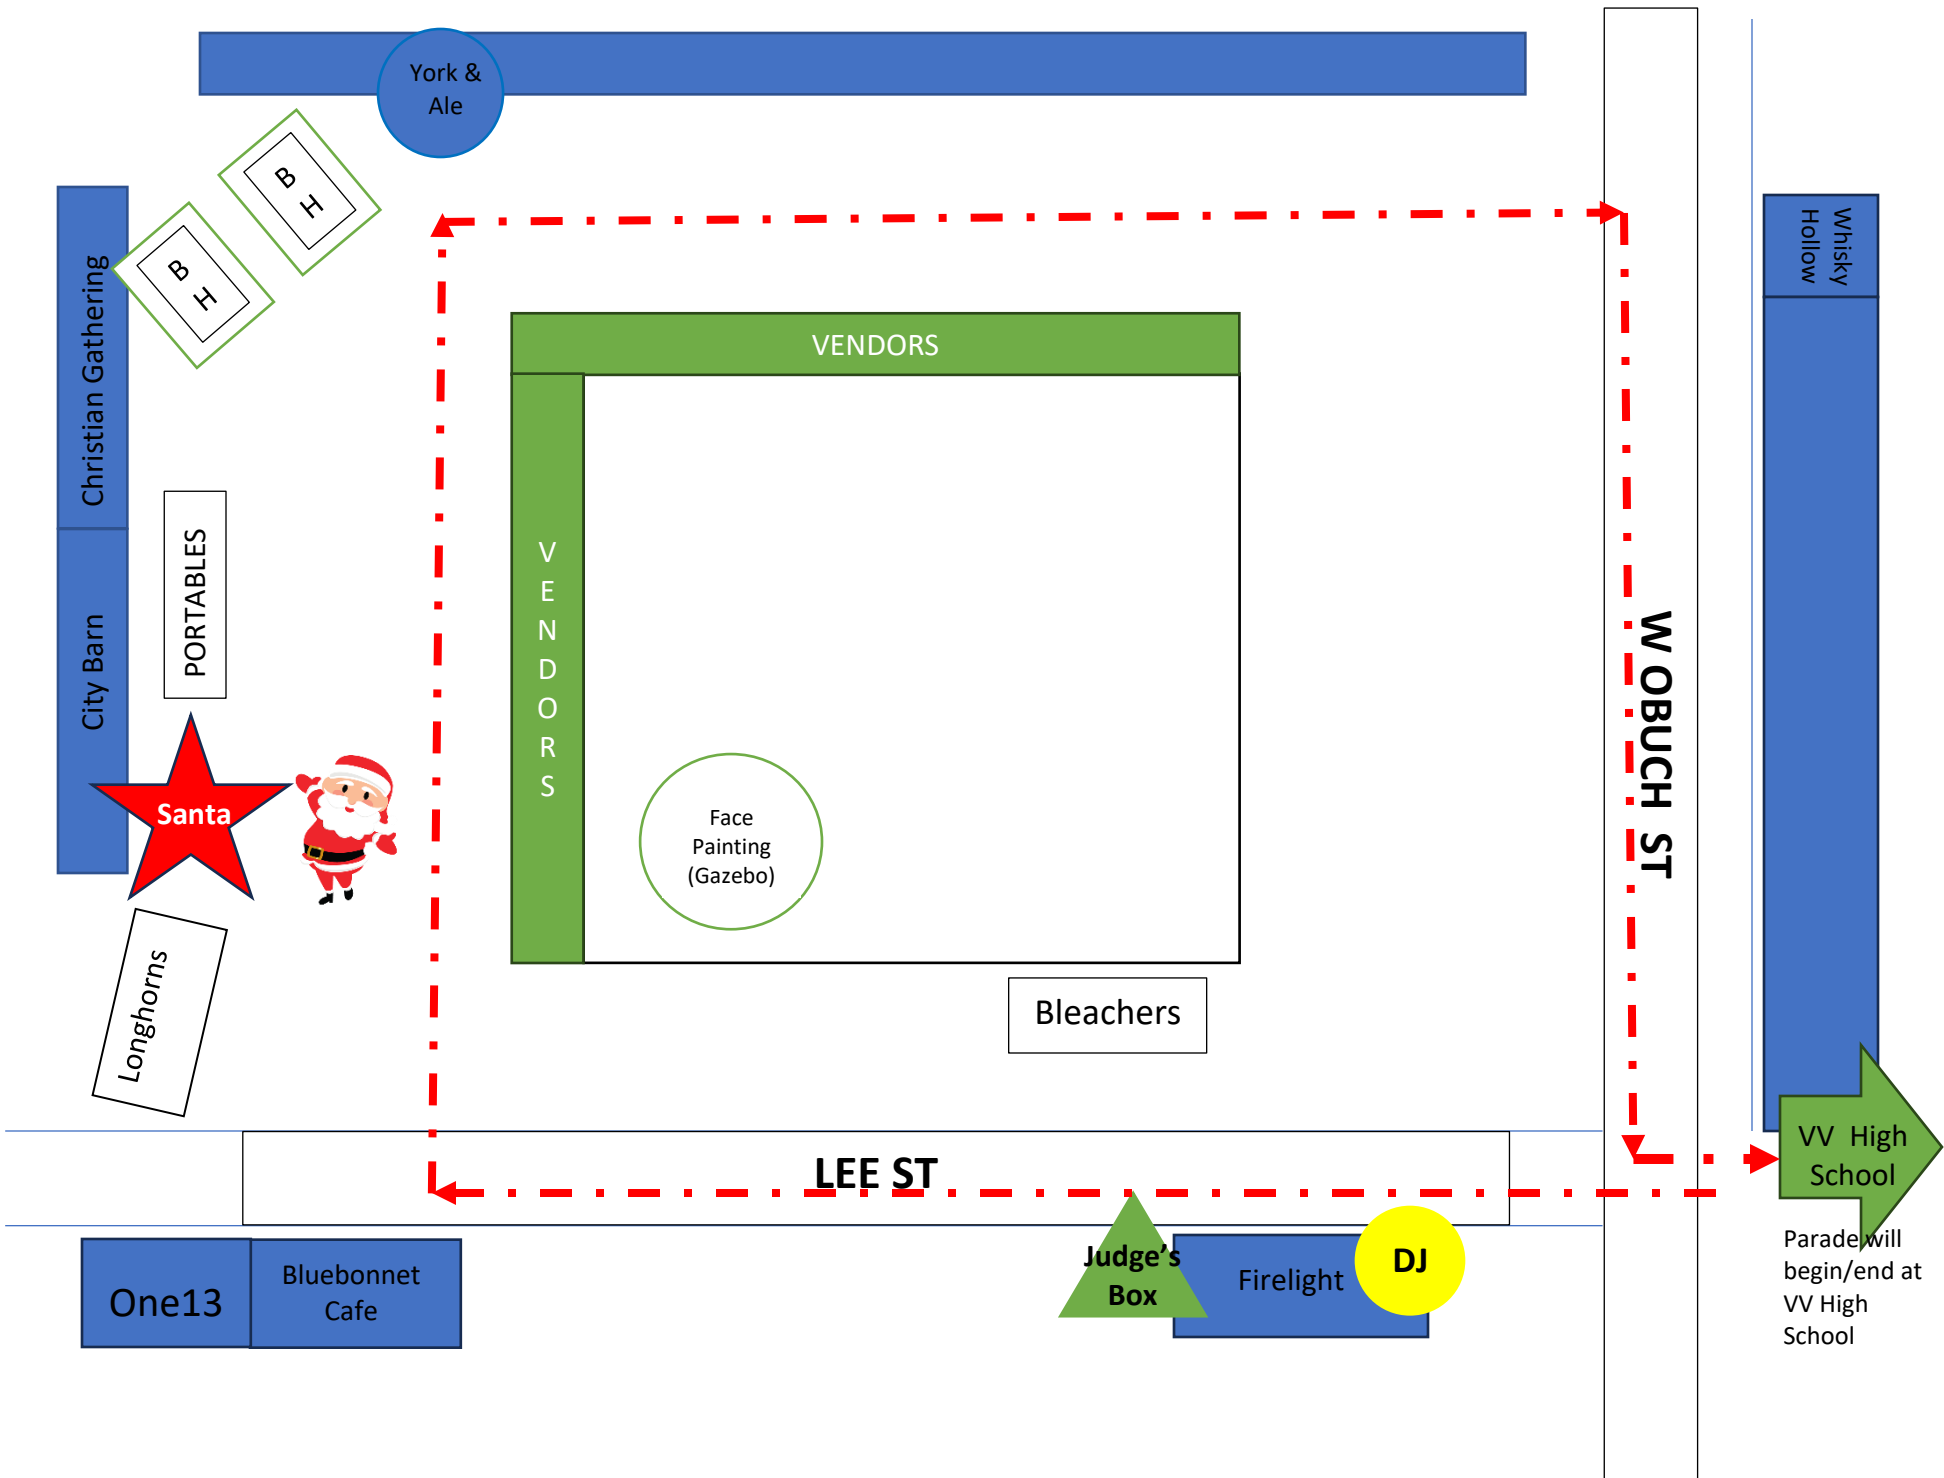 York &
Ale
B
H
B
H
Whisky
Hollow
Christian Gathering
VENDORS
PORTABLES
V
E
N
D
O
R
S
City Barn
W OBUCH ST
Santa
Face
Painting
(Gazebo)
Longhorns
Bleachers
LEE ST
VV High
School
Judge's
Box
Firelight
DJ
One13
Bluebonnet
Cafe
Parade will
begin/end at
VV High
School